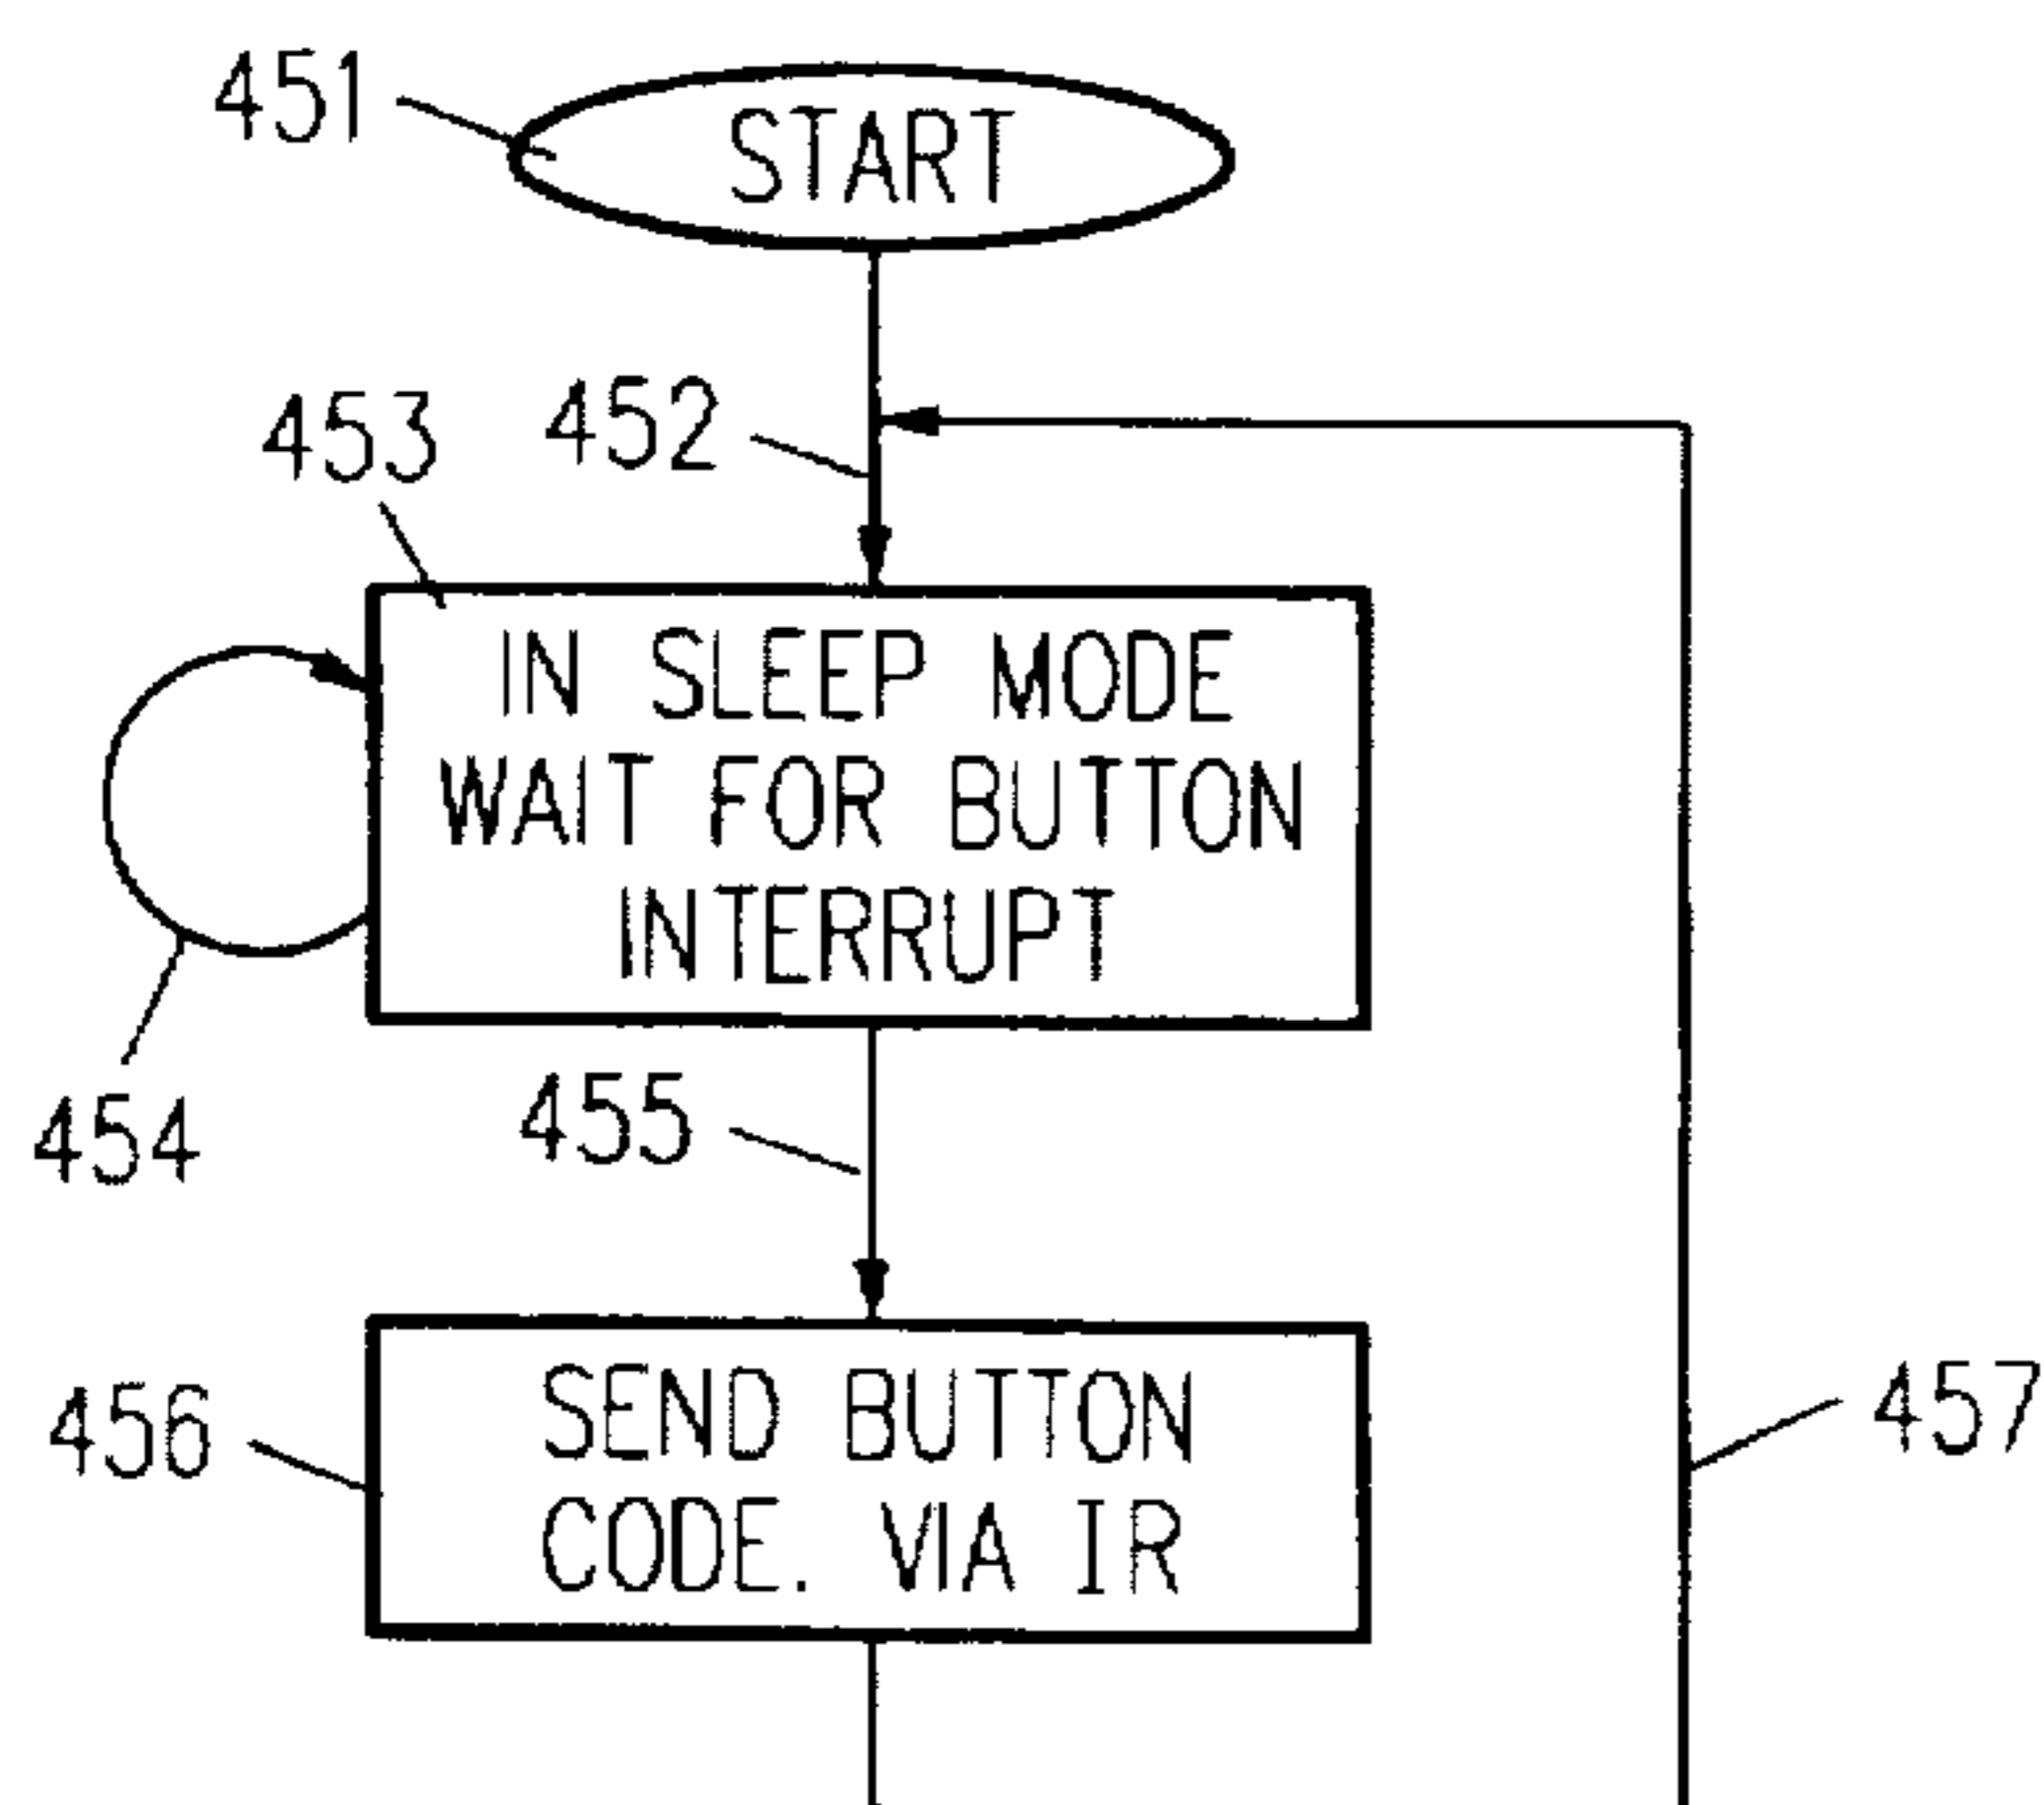 451
START
452
453
IN SLEEP MODE
WAIT FOR BUTTON
INTERRUPT
454
455
456
SEND BUTTON
CODE. VIA IR
457